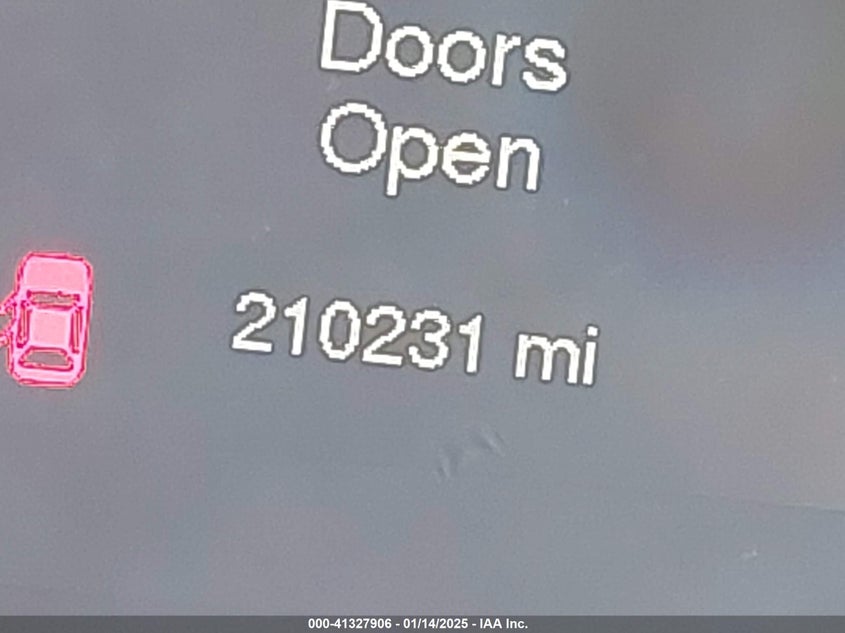 Doors
Open
210231 mi
000-41327906 - 01/14/2025 - IAA Inc.